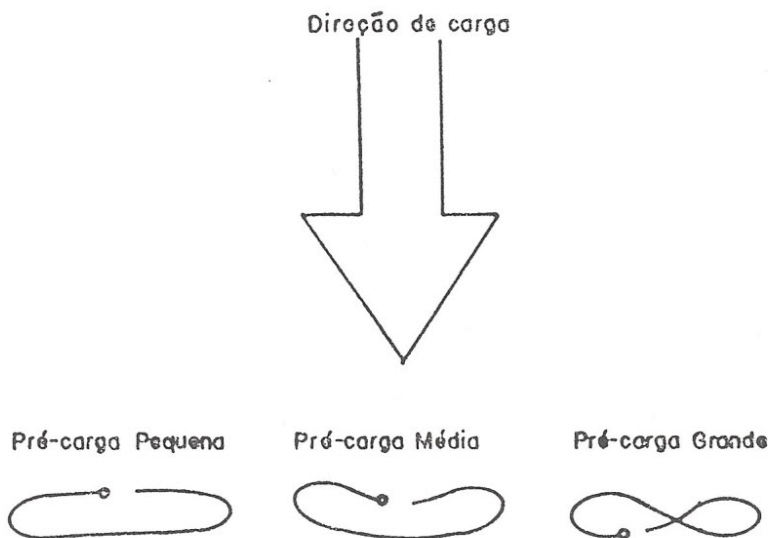 Direção de carga
Pré-carga Pequena
Pré-carga Média
Pré-carga Grande